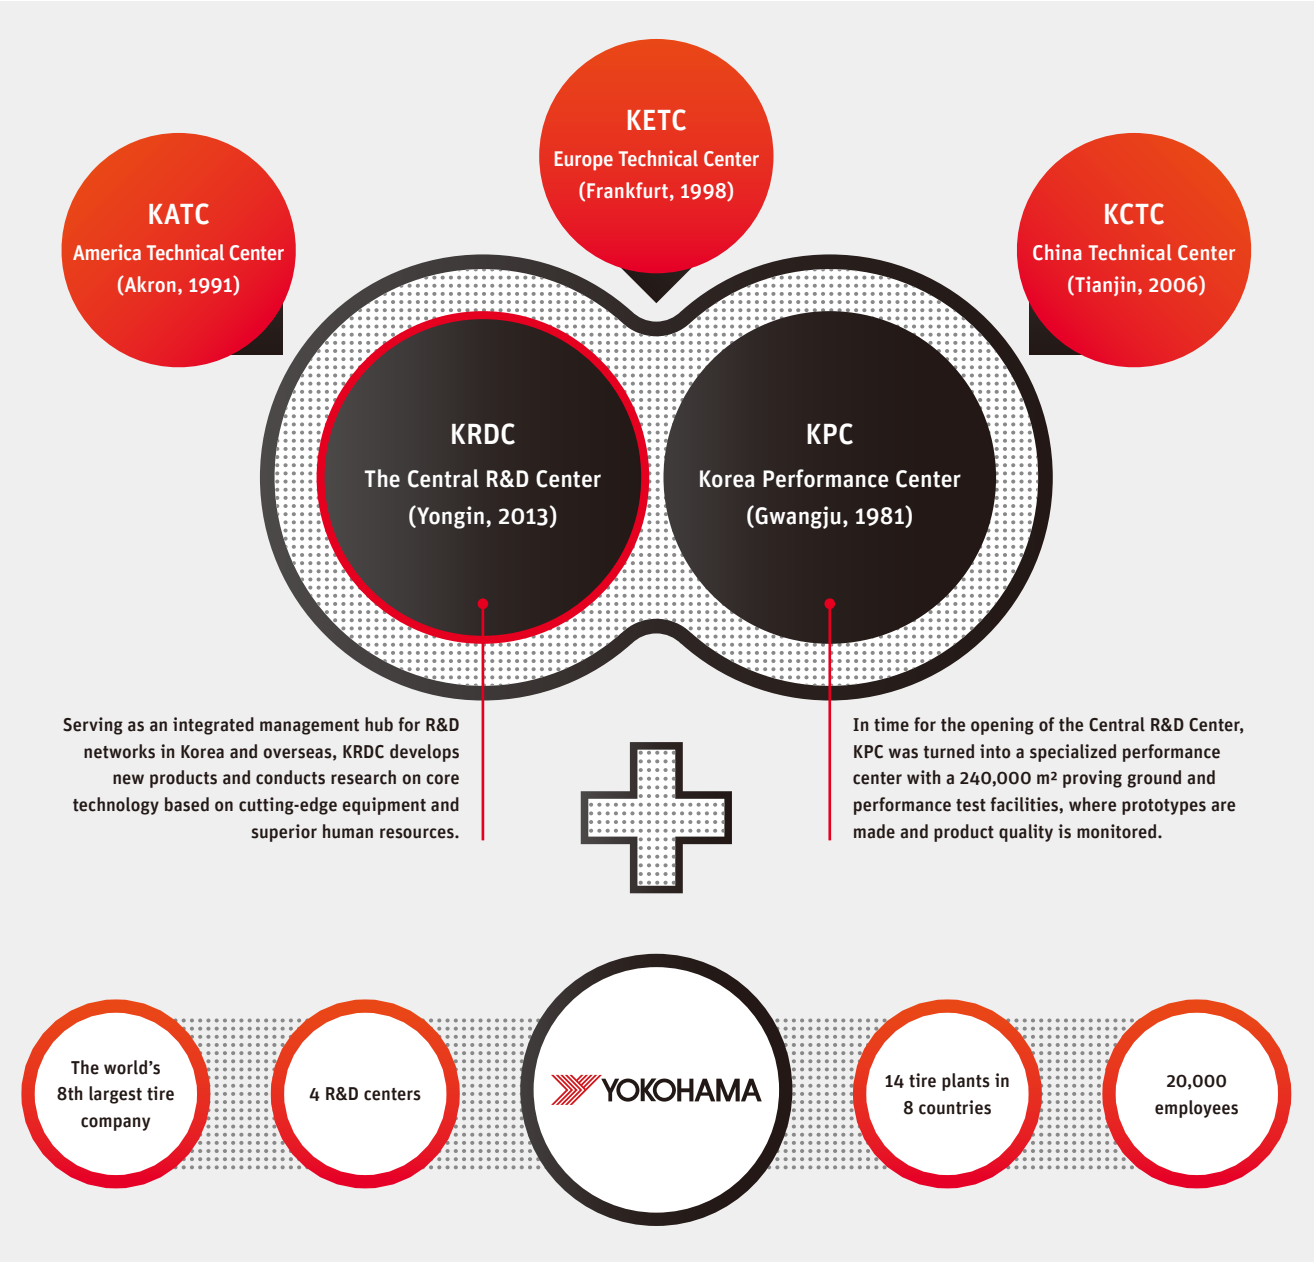 KETC
Europe Technical Center
(Frankfurt, 1998)
KATC
America Technical Center
(Akron, 1991)
KCTC
China Technical Center
(Tianjin, 2006)
KRDC
The Central R&D Center
(Yongin, 2013)
KPC
Korea Performance Center
(Gwangju, 1981)
Serving as an integrated management hub for R&D
networks in Korea and overseas, KRDC develops
new products and conducts research on core
technology based on cutting-edge equipment and
superior human resources.
In time for the opening of the Central R&D Center,
KPC was turned into a specialized performance
center with a 240,000 m² proving ground and
performance test facilities, where prototypes are
made and product quality is monitored.
The world's
8th largest tire
company
4 R&D centers
YOKOHAMA
14 tire plants in
8 countries
20,000
employees